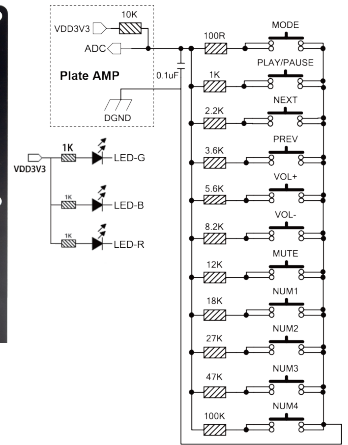 10K
VDD3V3
ADC
Plate AMP
0.1uF
DGND
1K
VDD3V3
LED-G
1K
LED-B
1K
LED-R
100R
MODE
1K
PLAY/PAUSE
2.2K
NEXT
3.6K
PREV
5.6K
VOL+
8.2K
VOL-
12K
MUTE
18K
NUM1
27K
NUM2
47K
NUM3
100K
NUM4